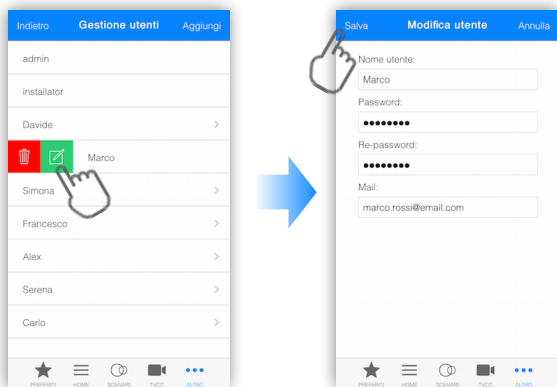 Indietro Gestione utenti Aggiungi
admin
installator
Davide
Marco
Simona
Francesco
Alex
Serena
Carlo
PREFERITI HOME SCENARI TVCC ALTRO
Salva Modifica utente Annulla
Nome utente:
Marco
Password:
●●●●●●●●
Re-password:
●●●●●●●●
Mail:
marco.rossi@email.com
PREFERITI HOME SCENARI TVCC ALTRO